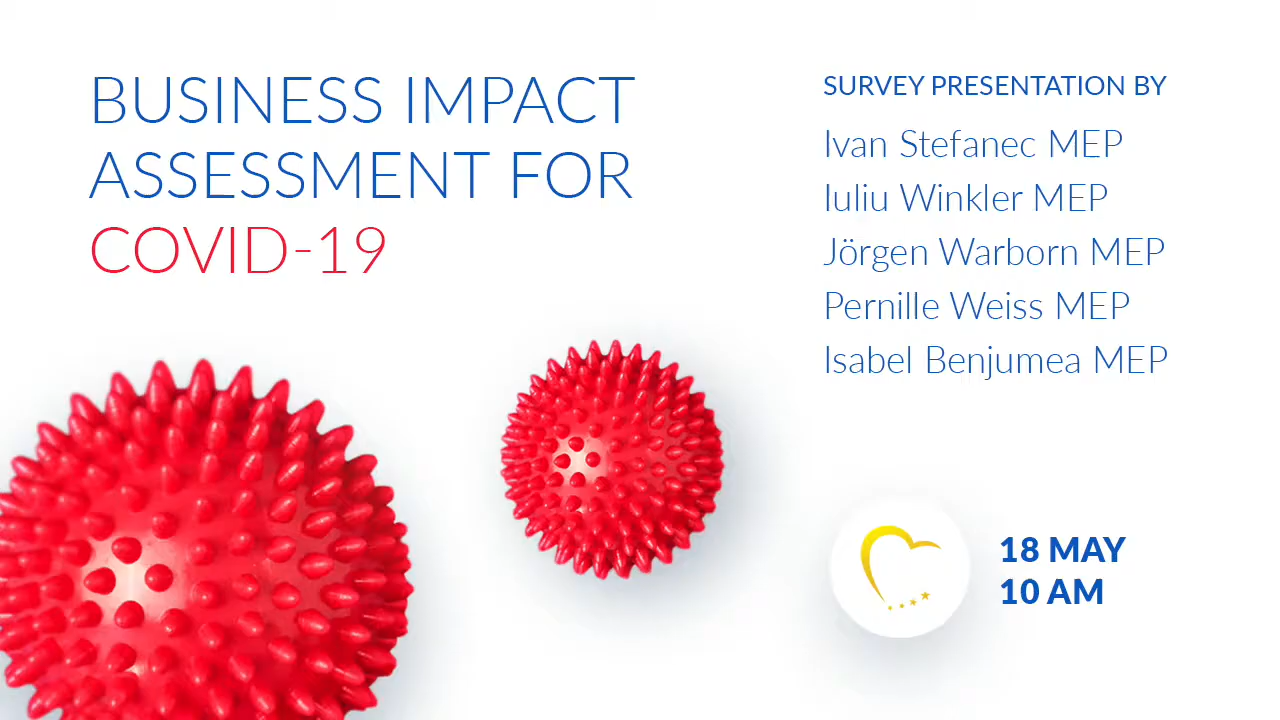 BUSINESS IMPACT
ASSESSMENT FOR
COVID-19
SURVEY PRESENTATION BY
Ivan Stefanec MEP
Iuliu Winkler MEP
Jörgen Warborn MEP
Pernille Weiss MEP
Isabel Benjumea MEP
18 MAY
10 AM